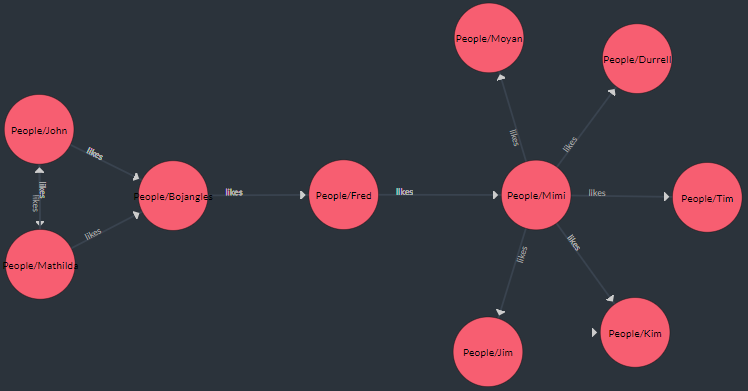 People/Moyan
People/Durrell
likes
likes
People/John
likes
likes
likes
People/Bojangles
likes
People/Fred
likes
People/Mimi
likes
People/Tim
likes
People/Mathilda
likes
likes
People/Jim
People/Kim